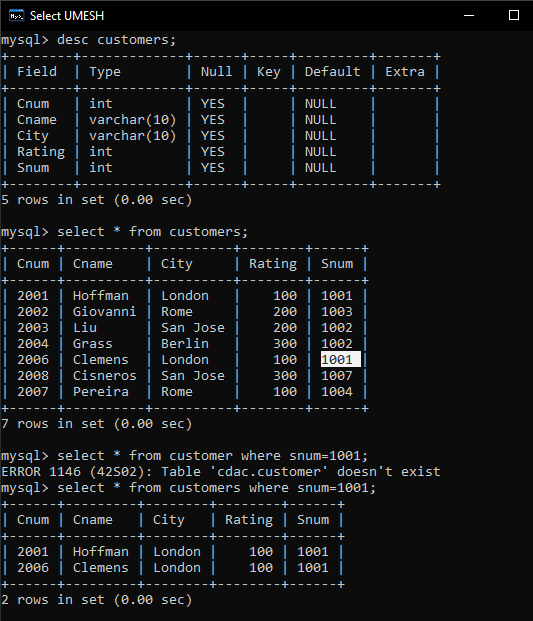 Select UMESH
mysql> desc customers;
+--------+-------------+------+-----+---------+-------+
| Field  | Type        | Null | Key | Default | Extra |
+--------+-------------+------+-----+---------+-------+
| Cnum   | int         | YES  |     | NULL    |       |
| Cname  | varchar(10) | YES  |     | NULL    |       |
| City   | varchar(10) | YES  |     | NULL    |       |
| Rating | int         | YES  |     | NULL    |       |
| Snum   | int         | YES  |     | NULL    |       |
+--------+-------------+------+-----+---------+-------+
5 rows in set (0.00 sec)
mysql> select * from customers;
+------+----------+----------+--------+------+
| Cnum | Cname    | City     | Rating | Snum |
+------+----------+----------+--------+------+
| 2001 | Hoffman  | London   |    100 | 1001 |
| 2002 | Giovanni | Rome     |    200 | 1003 |
| 2003 | Liu      | San Jose |    200 | 1002 |
| 2004 | Grass    | Berlin   |    300 | 1002 |
| 2006 | Clemens  | London   |    100 | 1001 |
| 2008 | Cisneros | San Jose |    300 | 1007 |
| 2007 | Pereira  | Rome     |    100 | 1004 |
+------+----------+----------+--------+------+
7 rows in set (0.00 sec)
mysql> select * from customer where snum=1001;
ERROR 1146 (42S02): Table 'cdac.customer' doesn't exist
mysql> select * from customers where snum=1001;
+------+---------+--------+--------+------+
| Cnum | Cname   | City   | Rating | Snum |
+------+---------+--------+--------+------+
| 2001 | Hoffman | London |    100 | 1001 |
| 2006 | Clemens | London |    100 | 1001 |
+------+---------+--------+--------+------+
2 rows in set (0.00 sec)